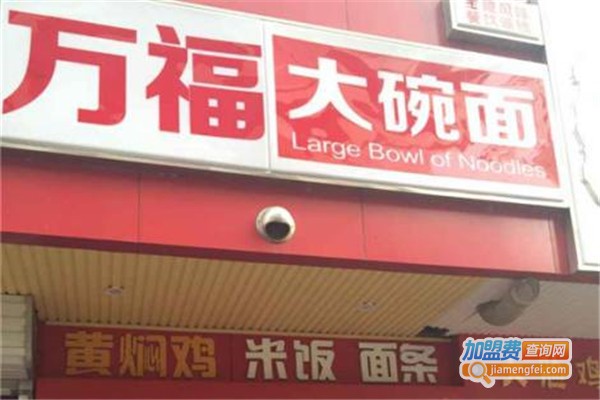 万福 大碗面
Large Bowl of Noodles
黄焖鸡 米饭 面条
鸡
加盟费查询网
jiamengfei.com